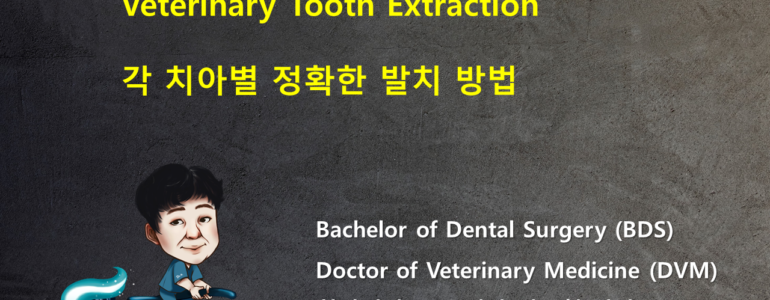 Veterinary Tooth Extraction
각 치아별 정확한 발치 방법
Bachelor of Dental Surgery (BDS)
Doctor of Veterinary Medicine (DVM)